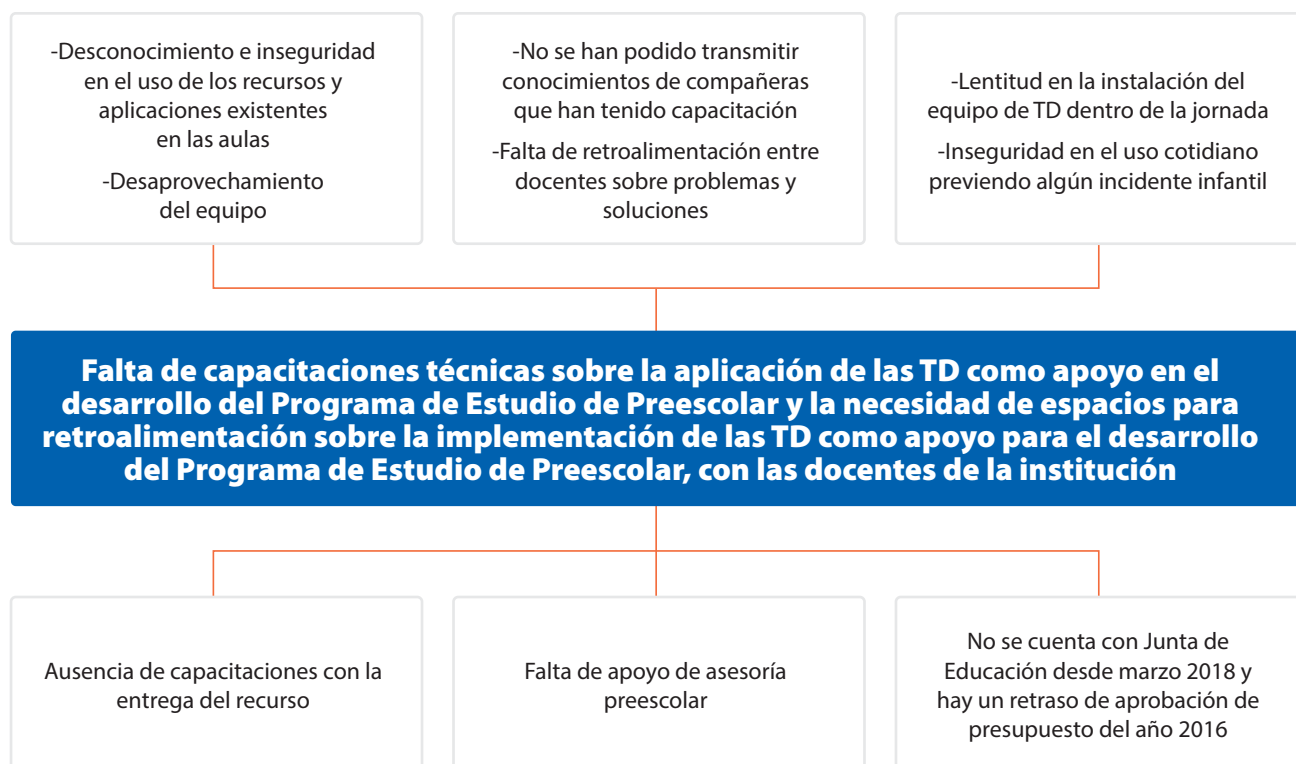 -Desconocimiento e inseguridad
en el uso de los recursos y
aplicaciones existentes
en las aulas
-Desaprovechamiento
del equipo
-No se han podido transmitir
conocimientos de compañeras
que han tenido capacitación
-Falta de retroalimentación entre
docentes sobre problemas y
soluciones
-Lentitud en la instalación del
equipo de TD dentro de la jornada
-Inseguridad en el uso cotidiano
previendo algún incidente infantil
Falta de capacitaciones técnicas sobre la aplicación de las TD como apoyo en el
desarrollo del Programa de Estudio de Preescolar y la necesidad de espacios para
retroalimentación sobre la implementación de las TD como apoyo para el desarrollo
del Programa de Estudio de Preescolar, con las docentes de la institución
Ausencia de capacitaciones con la
entrega del recurso
Falta de apoyo de asesoría
preescolar
No se cuenta con Junta de
Educación desde marzo 2018 y
hay un retraso de aprobación de
presupuesto del año 2016